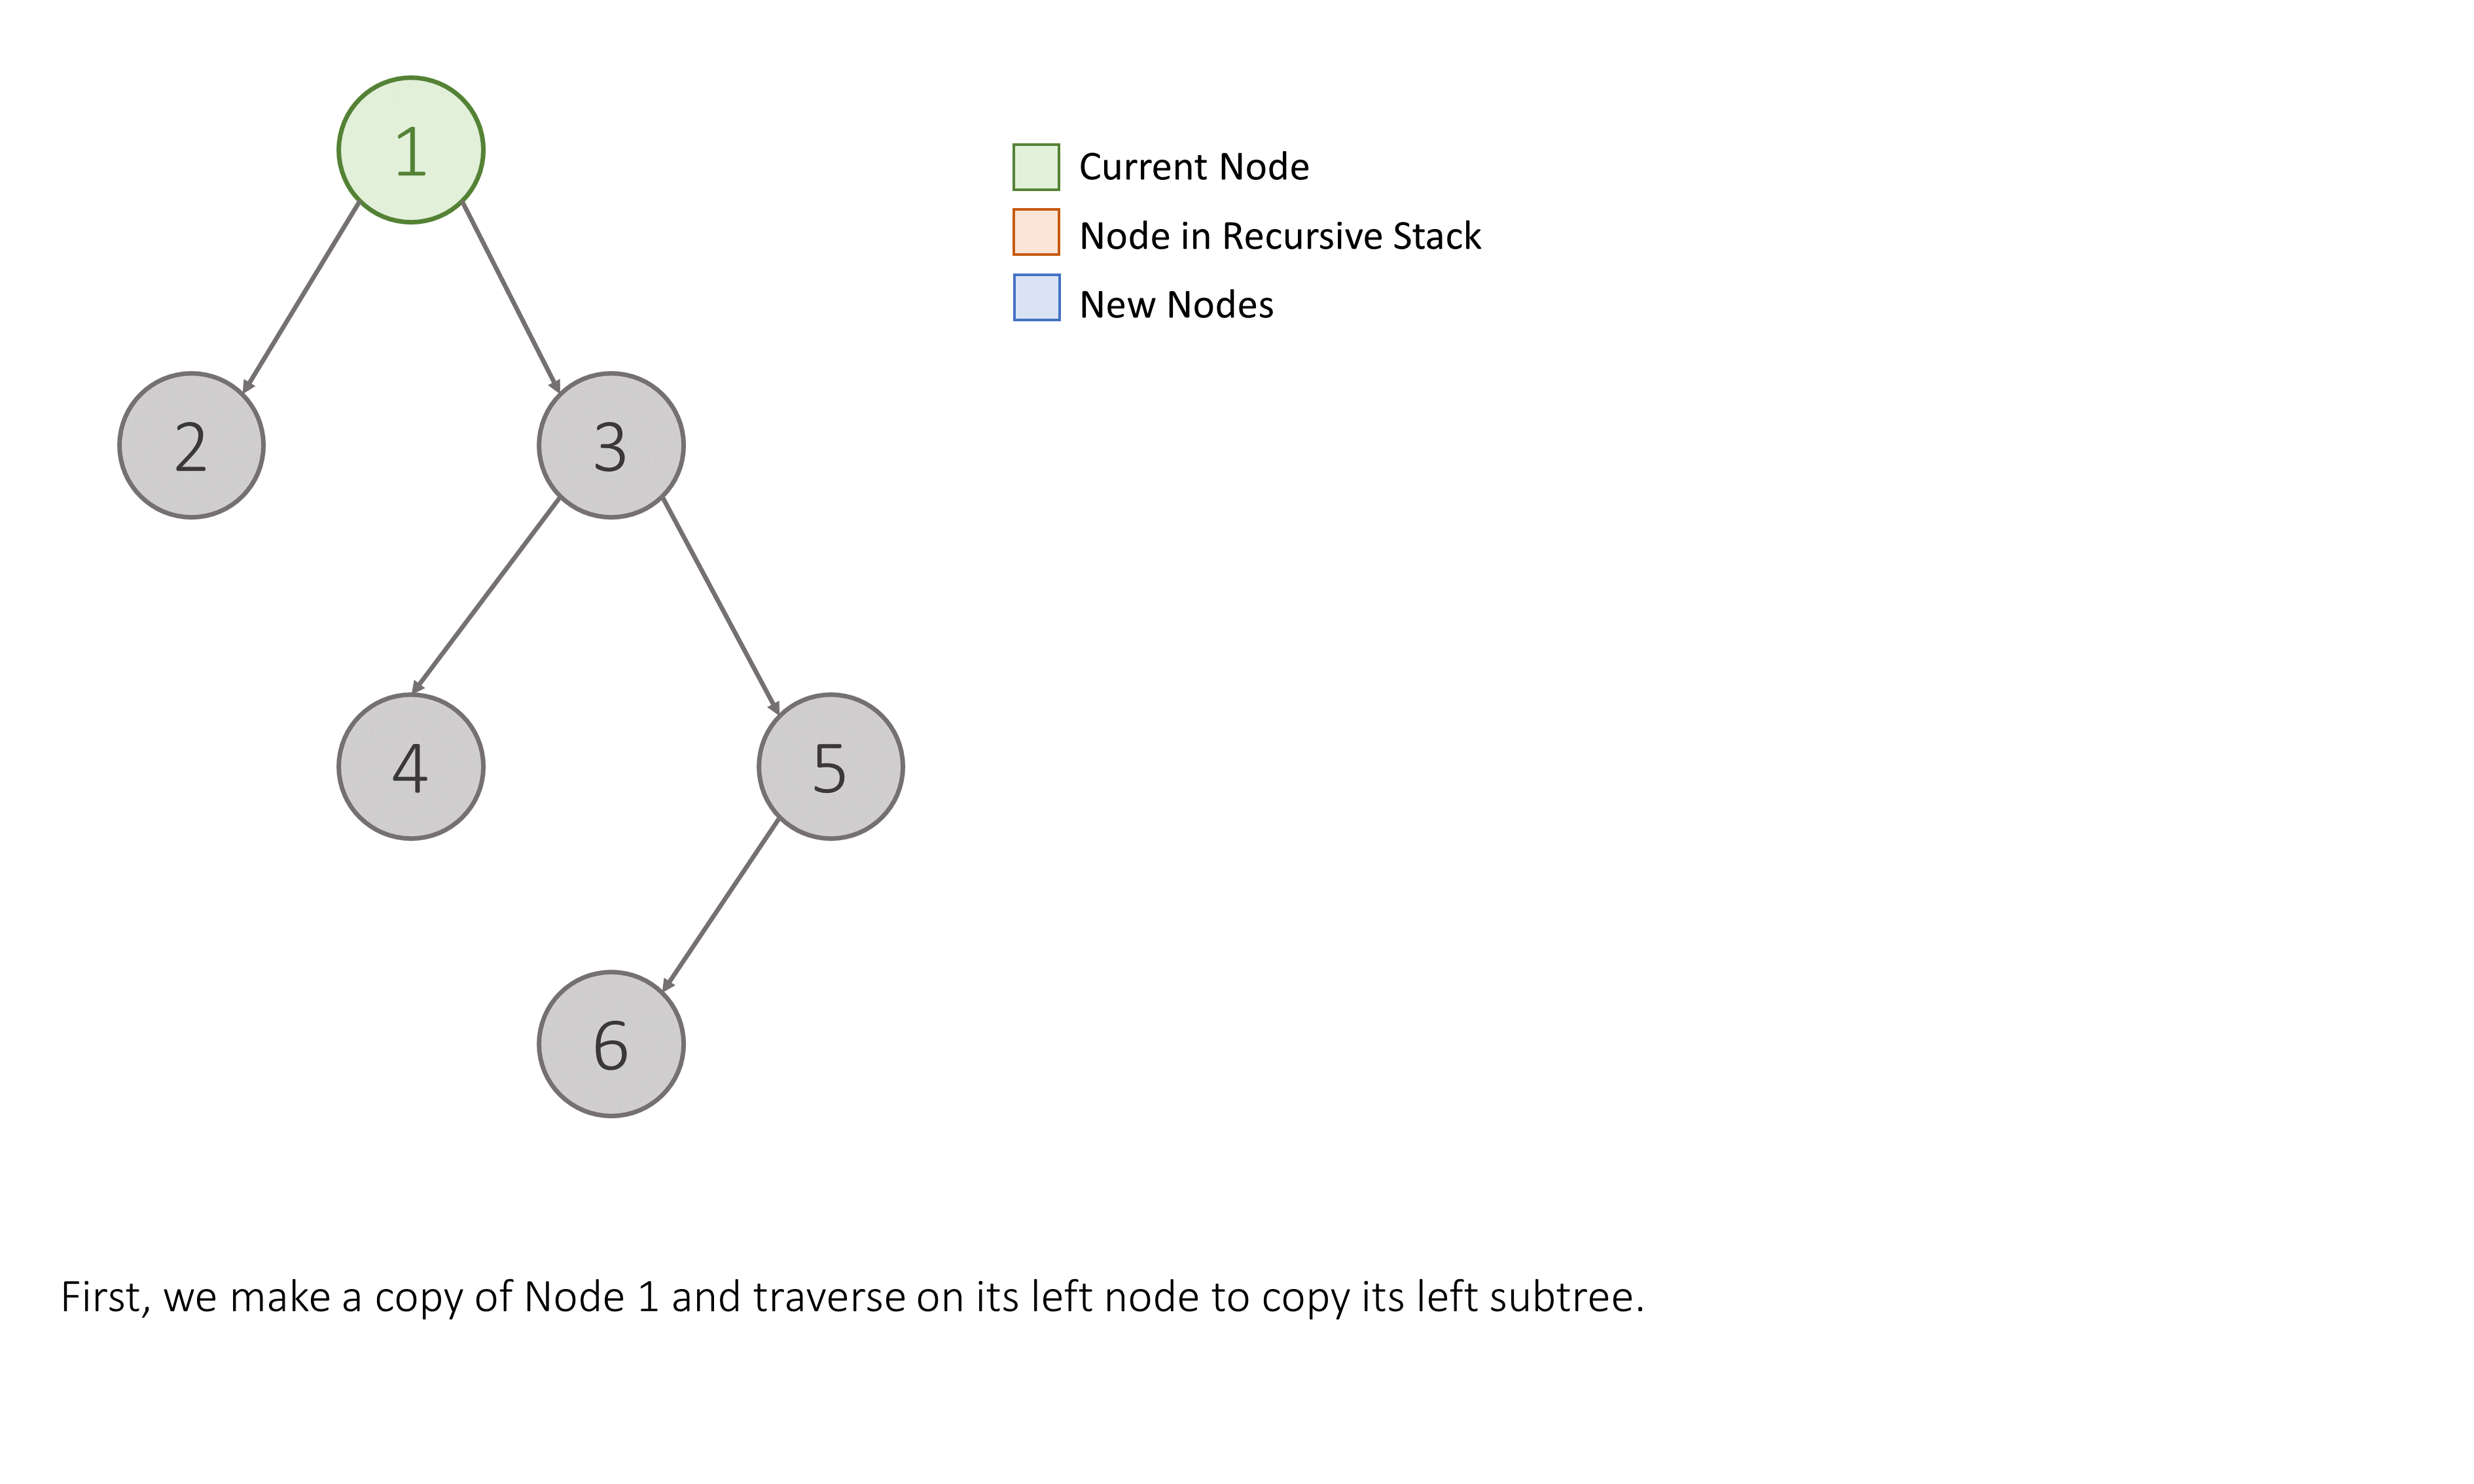 1
Current Node
Node in Recursive Stack
New Nodes
2
3
4
5
6
First, we make a copy of Node 1 and traverse on its left node to copy its left subtree.